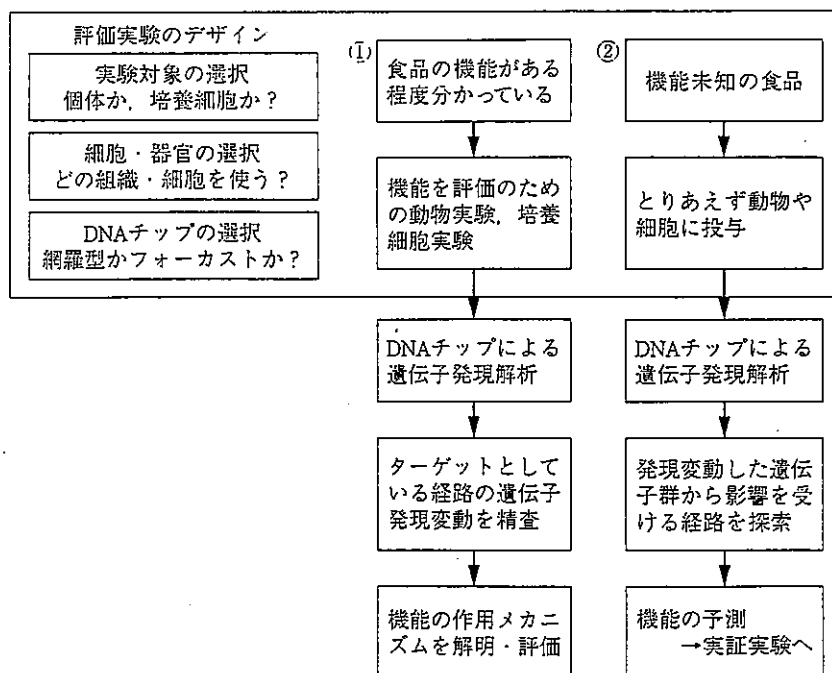 評価実験のデザイン
実験対象の選択
個体か，培養細胞か？
細胞・器官の選択
どの組織・細胞を使う？
DNAチップの選択
網羅型かフォーカストか？
①
食品の機能がある
程度分かっている
機能を評価のため
の動物実験，培養
細胞実験
DNAチップによる
遺伝子発現解析
ターゲットとして
いる経路の遺伝子
発現変動を精査
機能の作用メカニ
ズムを解明・評価
②
機能未知の食品
とりあえず動物や
細胞に投与
DNAチップによる
遺伝子発現解析
発現変動した遺伝
子群から影響を受
ける経路を探索
機能の予測
→実証実験へ